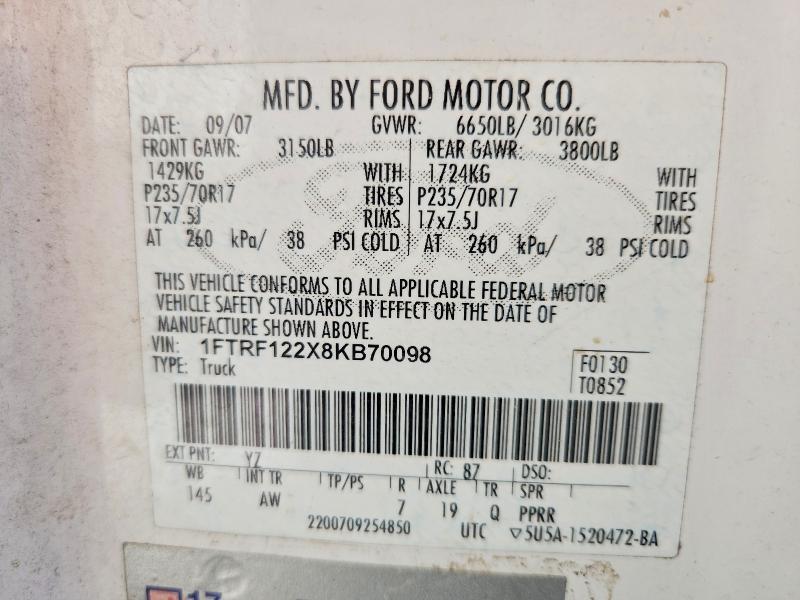 MFD. BY FORD MOTOR CO.
DATE: 09/07 GVWR: 6650LB/ 3016KG
FRONT GAWR: 3150LB REAR GAWR: 3800LB
1429KG WITH 1724KG WITH
P235/70R17 TIRES P235/70R17 TIRES
17x7.5J RIMS 17x7.5J RIMS
AT 260 kPa/ 38 PSI COLD AT 260 kPa/ 38 PSI COLD
THIS VEHICLE CONFORMS TO ALL APPLICABLE FEDERAL MOTOR
VEHICLE SAFETY STANDARDS IN EFFECT ON THE DATE OF
MANUFACTURE SHOWN ABOVE.
VIN: 1FTRF122X8KB70098
TYPE: Truck F0130
T0852
EXT PNT: YZ RC: 87 DSO:
WB INT TR TP/PS R AXLE TR SPR
145 AW 7 19 Q PPRR
2200709254850 UTC ▽5U5A-1520472-BA
17